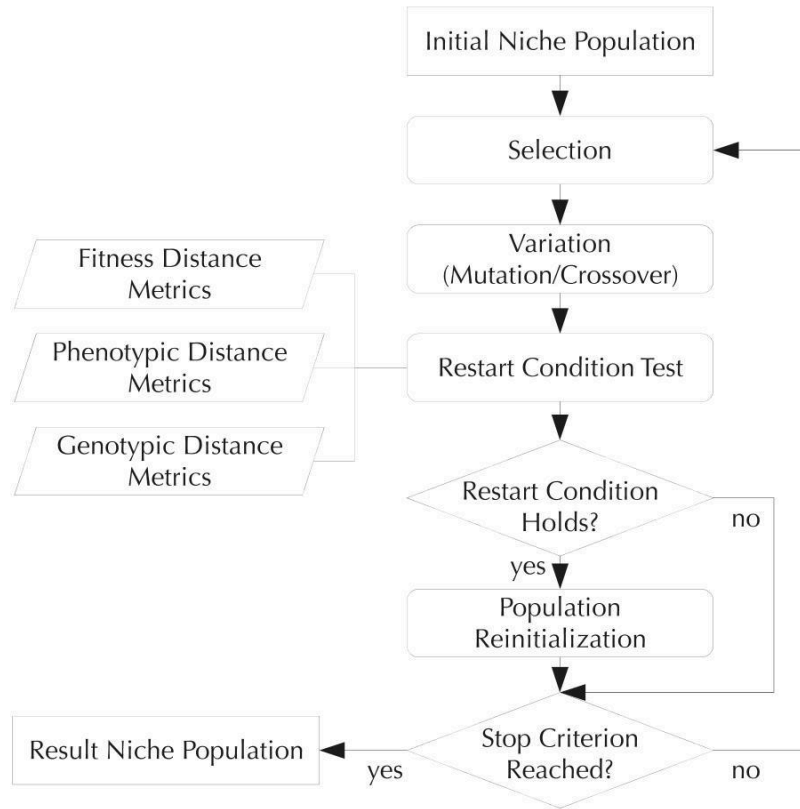 Initial Niche Population
Selection
Variation
(Mutation/Crossover)
Fitness Distance
Metrics
Phenotypic Distance
Metrics
Restart Condition Test
Genotypic Distance
Metrics
Restart Condition
Holds?
no
yes
Population
Reinitialization
Stop Criterion
Reached?
Result Niche Population
yes
no